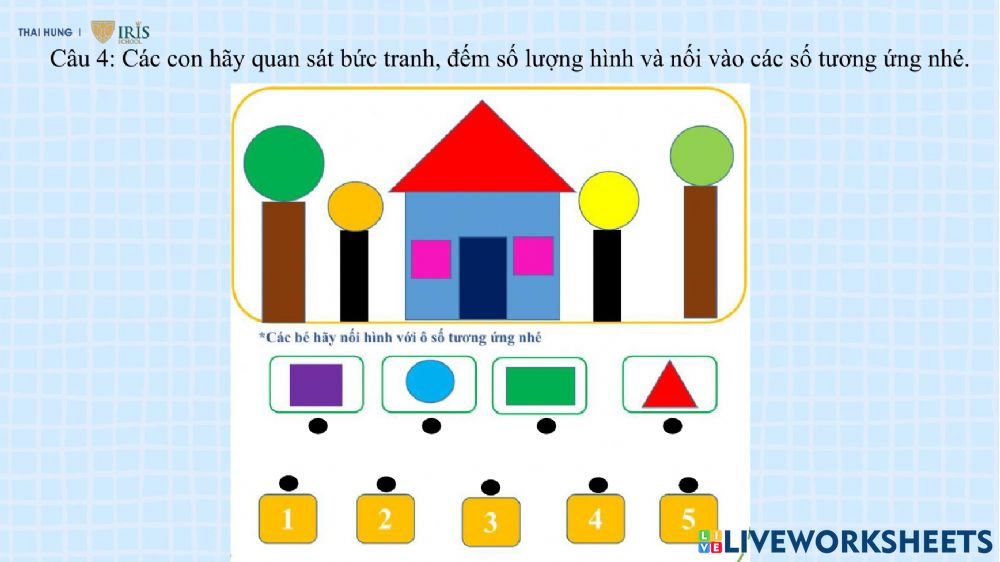 THAI HUNG | IRIS
SCHOOL
Câu 4: Các con hãy quan sát bức tranh, đếm số lượng hình và nối vào các số tương ứng nhé.
*Các bé hãy nối hình với ô số tương ứng nhé
1 2 3 4 5
LIVE LIVEWORKSHEETS